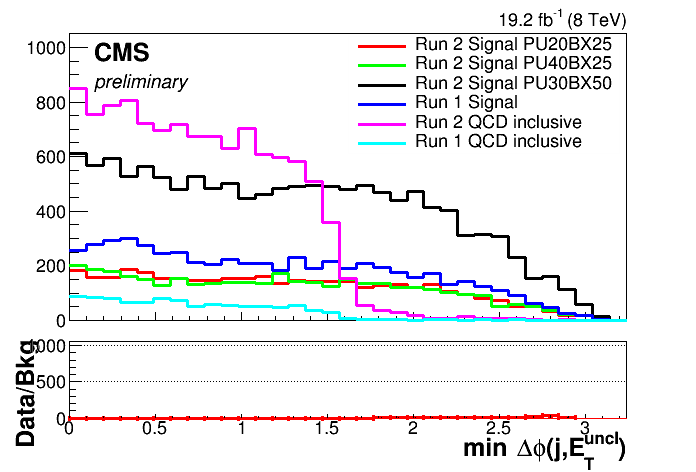 19.2 fb⁻¹ (8 TeV)
1000
CMS
preliminary
Run 2 Signal PU20BX25
Run 2 Signal PU40BX25
Run 2 Signal PU30BX50
Run 1 Signal
Run 2 QCD inclusive
Run 1 QCD inclusive
800
600
400
200
0
Data/Bkg
1000
500
0
0 0.5 1 1.5 2 2.5 3
min Δϕ(j,E_T^uncl)